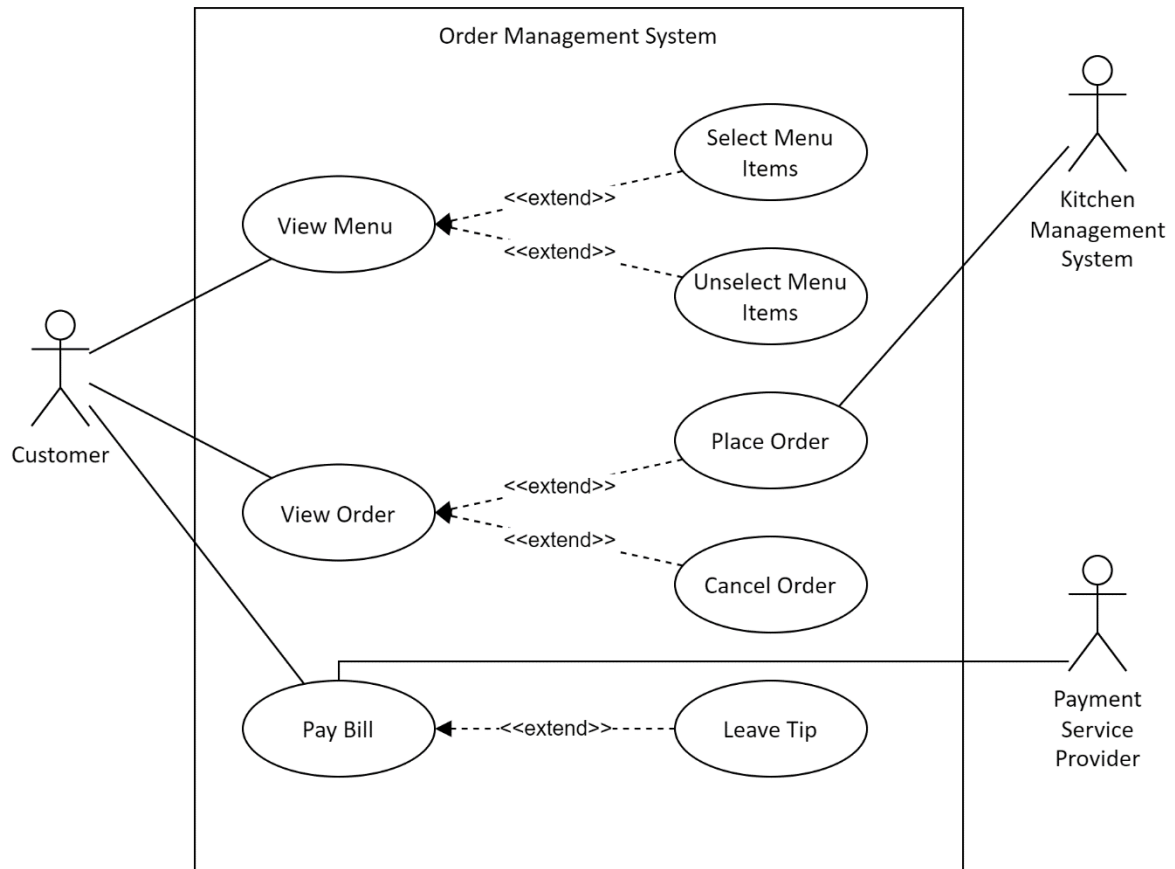 Order Management System
Select Menu
Items
<<extend>>
View Menu
<<extend>>
Unselect Menu
Items
Kitchen
Management
System
Customer
Place Order
<<extend>>
View Order
<<extend>>
Cancel Order
Pay Bill
<<extend>>
Leave Tip
Payment
Service
Provider